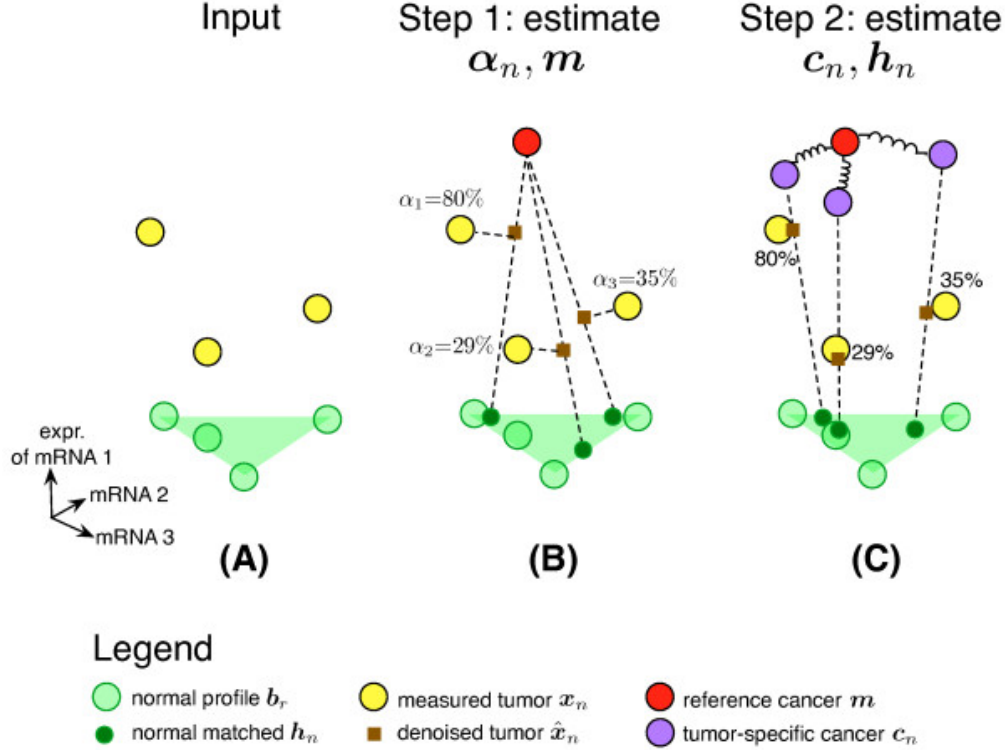 Input
Step 1: estimate
αₙ, m
Step 2: estimate
cₙ, hₙ
α₁=80%
α₃=35%
α₂=29%
80%
35%
29%
expr.
of mRNA 1
mRNA 2
mRNA 3
(A)
(B)
(C)
Legend
normal profile bᵣ
measured tumor xₙ
reference cancer m
normal matched hₙ
denoised tumor x̂ₙ
tumor-specific cancer cₙ